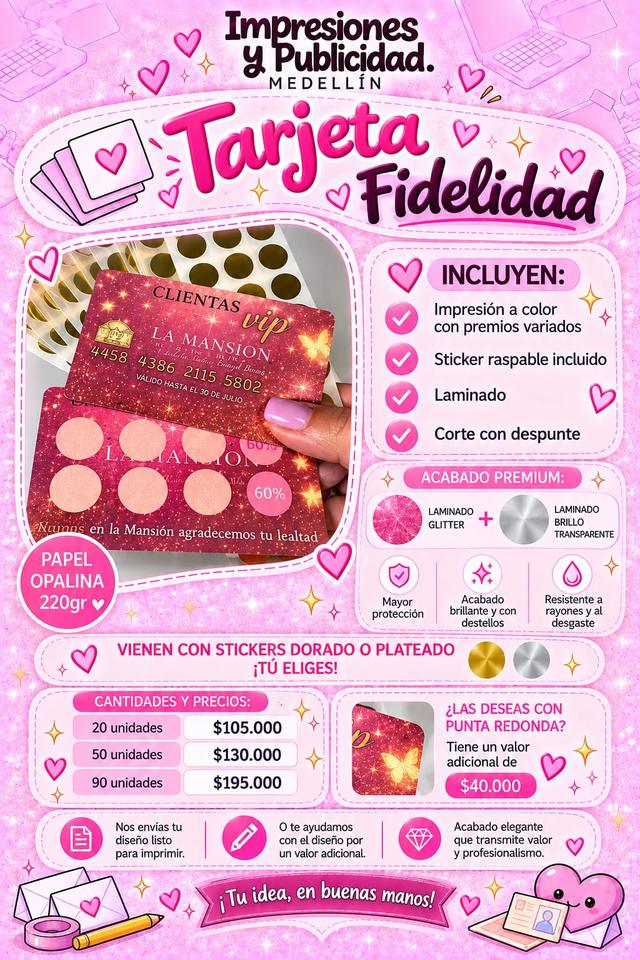 Impresiones
y Publicidad.
MEDELLÍN
Tarjeta
Fidelidad
CLIENTAS
vip
LA MANSION
4458 4386 2115 5802
VÁLIDO HASTA EL 30 DE JULIO
60%
LA MANSION
60%
en la Mansión agradecemos tu lealtad
PAPEL
OPALINA
220gr
INCLUYEN:
Impresión a color
con premios variados
Sticker raspable incluido
Laminado
Corte con despunte
ACABADO PREMIUM:
LAMINADO
GLITTER
+
LAMINADO
BRILLO
TRANSPARENTE
Mayor
protección
Acabado
brillante y con
destellos
Resistente a
rayones y al
desgaste
VIENEN CON STICKERS DORADO O PLATEADO
¡TÚ ELIGES!
CANTIDADES Y PRECIOS:
20 unidades $105.000
50 unidades $130.000
90 unidades $195.000
¿LAS DESEAS CON
PUNTA REDONDA?
Tiene un valor
adicional de
$40.000
Nos envías tu
diseño listo
para imprimir.
O te ayudamos
con el diseño por
un valor adicional.
Acabado elegante
que transmite valor
y profesionalismo.
¡Tu idea, en buenas manos!